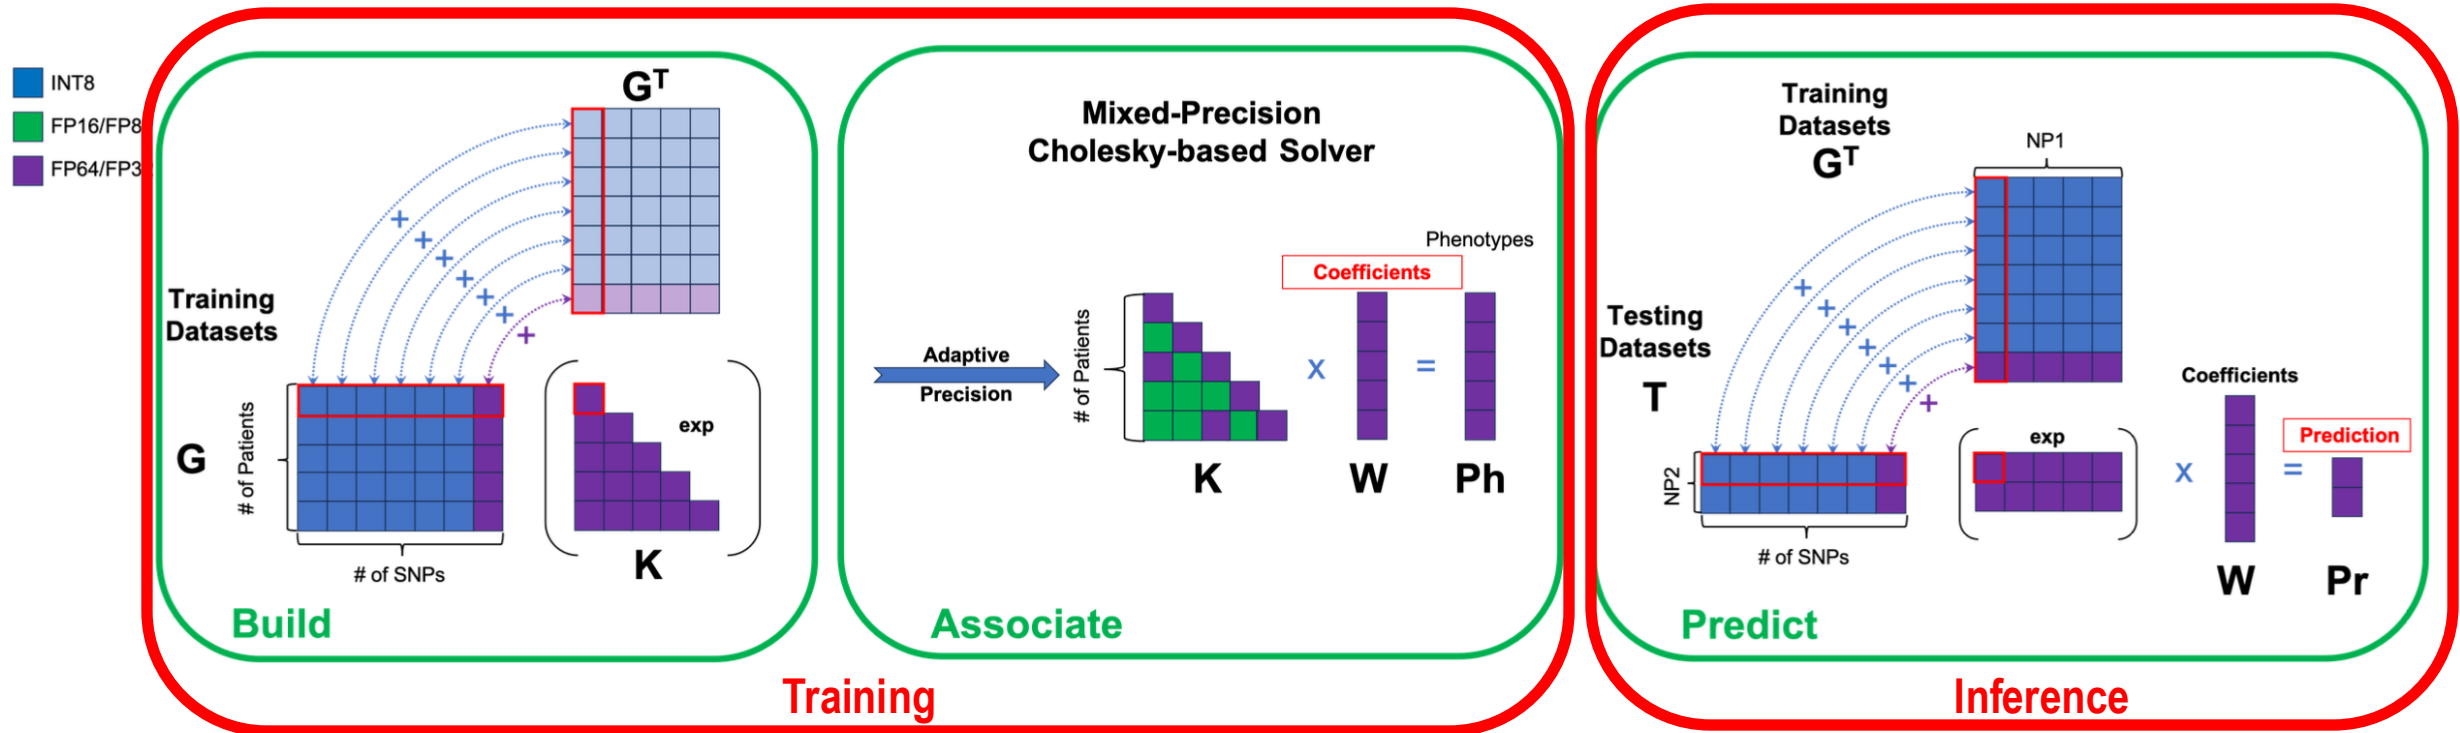 INT8
FP16/FP8
FP64/FP3
G^T
+
+
+
+
+
+
+
Training
Datasets
G
# of Patients
# of SNPs
exp
K
Build
Mixed-Precision
Cholesky-based Solver
Adaptive
Precision
# of Patients
Phenotypes
Coefficients
x
=
K
W
Ph
Associate
Training
Training
Datasets
G^T
NP1
+
+
+
+
+
+
+
Testing
Datasets
T
NP2
# of SNPs
exp
x
Coefficients
=
Prediction
W
Pr
Predict
Inference